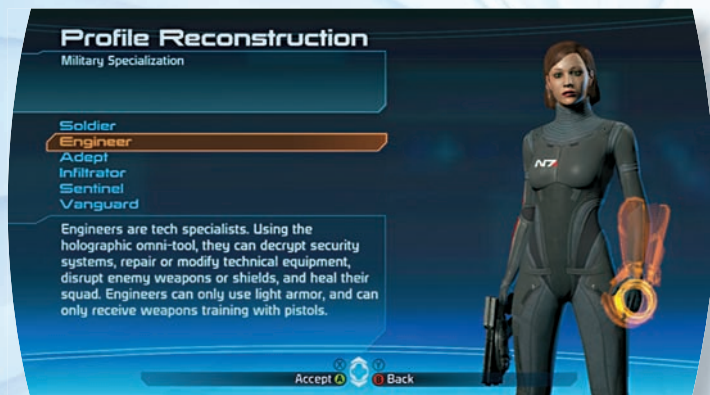 Profile Reconstruction
Military Specialization
Soldier
Engineer
Adept
Infiltrator
Sentinel
Vanguard
Engineers are tech specialists. Using the
holographic omni-tool, they can decrypt security
systems, repair or modify technical equipment,
disrupt enemy weapons or shields, and heal their
squad. Engineers can only use light armor, and can
only receive weapons training with pistols.
N7
X Y
Accept A B Back